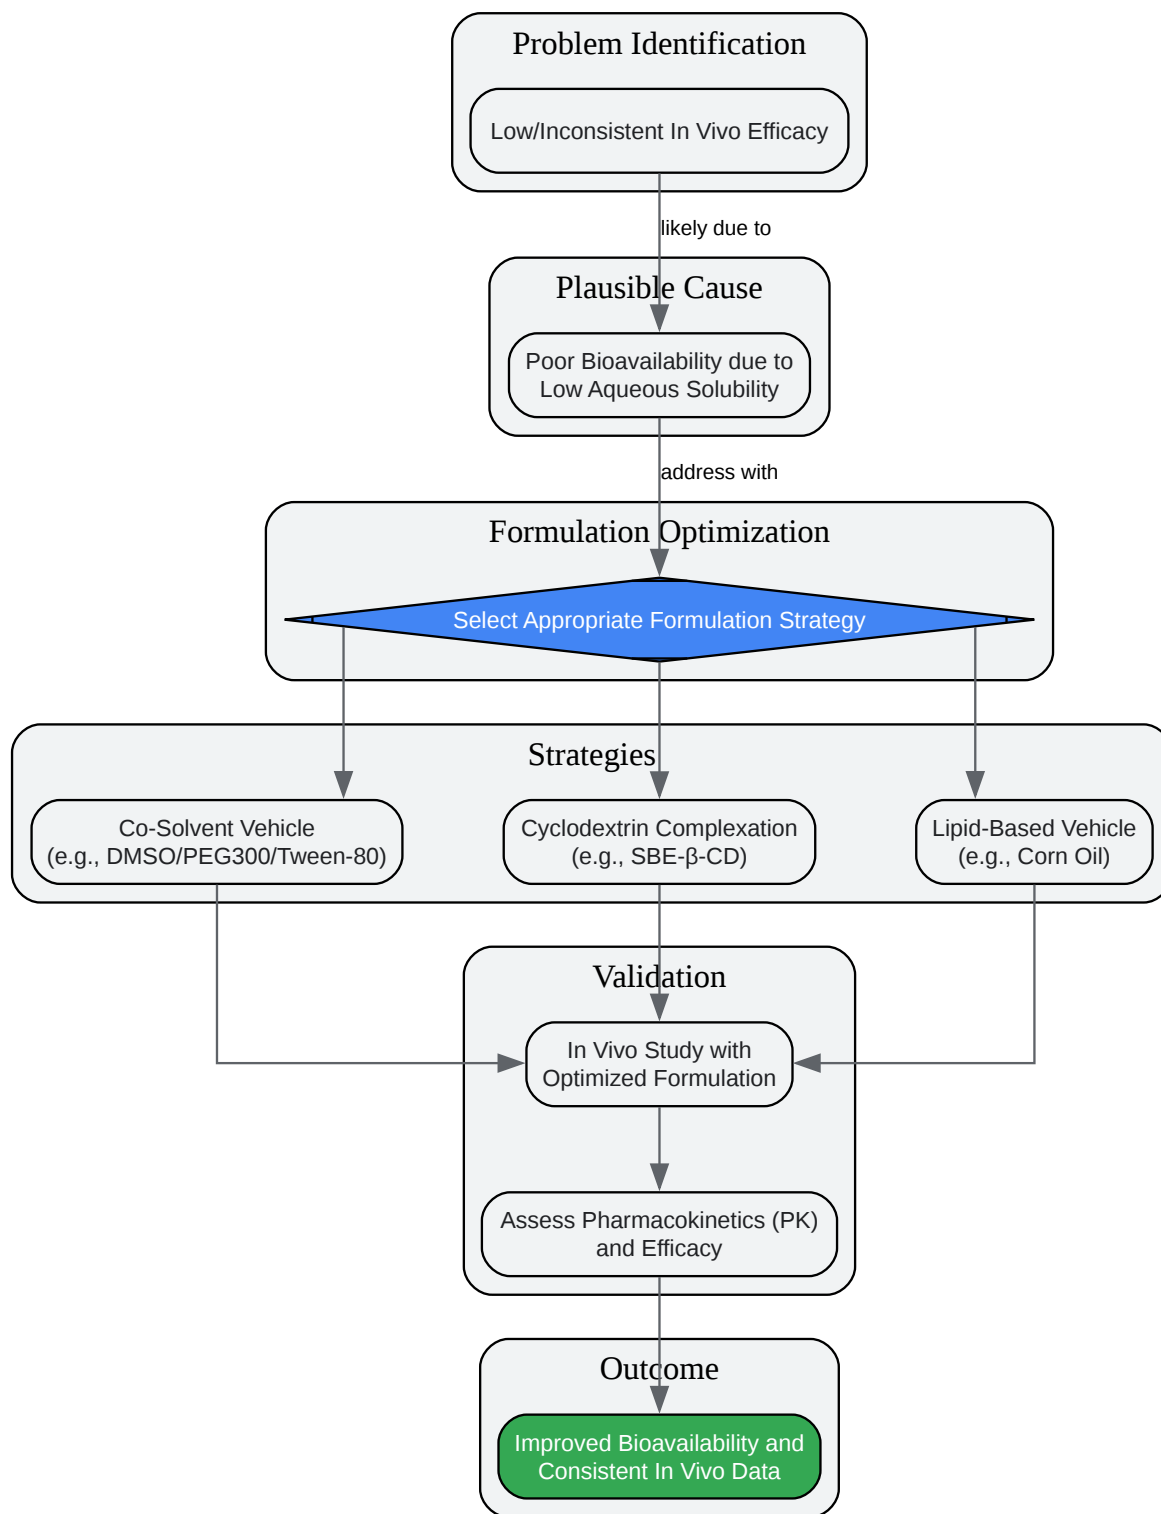 Problem Identification
Low/Inconsistent In Vivo Efficacy
likely due to
Plausible Cause
Poor Bioavailability due to
Low Aqueous Solubility
address with
Formulation Optimization
Select Appropriate Formulation Strategy
Strategies
Co-Solvent Vehicle
(e.g., DMSO/PEG300/Tween-80)
Cyclodextrin Complexation
(e.g., SBE-β-CD)
Lipid-Based Vehicle
(e.g., Corn Oil)
Validation
In Vivo Study with
Optimized Formulation
Assess Pharmacokinetics (PK)
and Efficacy
Outcome
Improved Bioavailability and
Consistent In Vivo Data